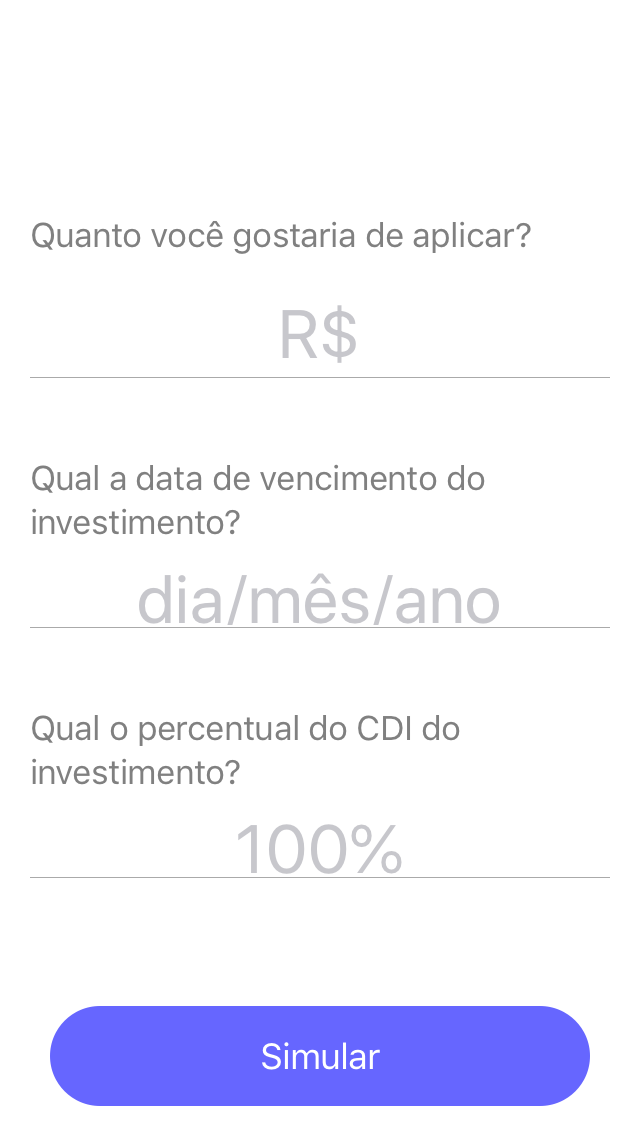 Quanto você gostaria de aplicar?
R$
Qual a data de vencimento do
investimento?
dia/mês/ano
Qual o percentual do CDI do
investimento?
100%
Simular